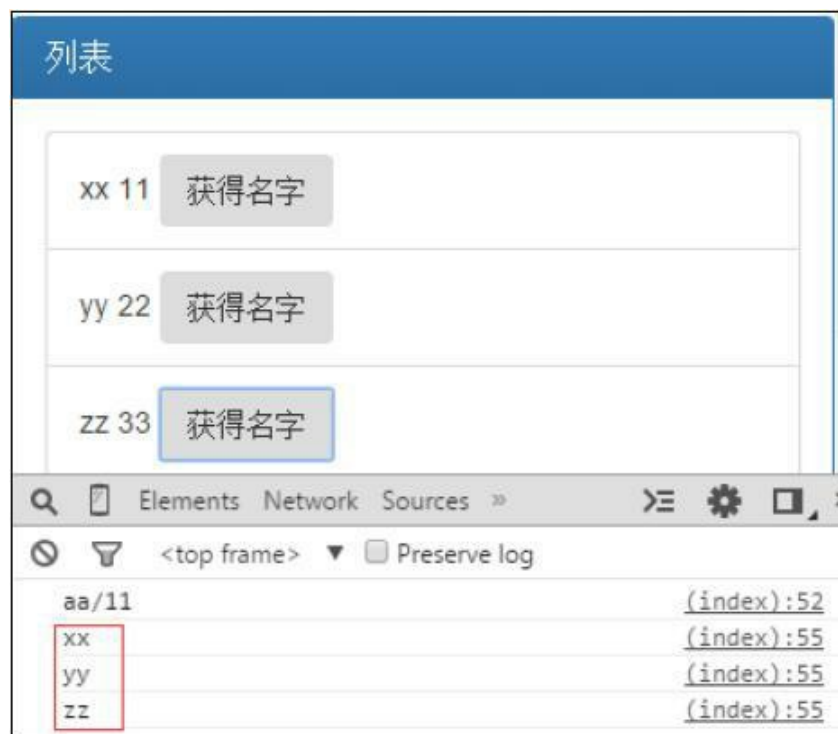 列表
xx 11 获得名字
yy 22 获得名字
zz 33 获得名字
Elements Network Sources »
<top frame> ▼ Preserve log
aa/11 (index):52
xx (index):55
yy (index):55
zz (index):55